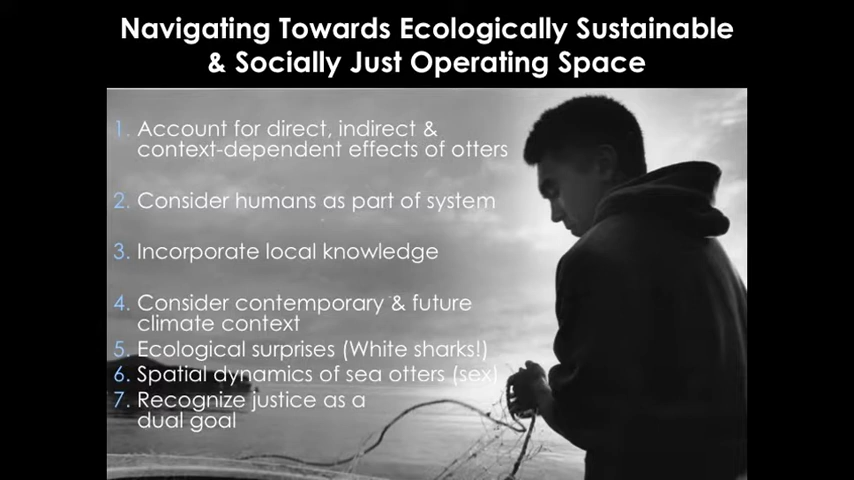 Navigating Towards Ecologically Sustainable
& Socially Just Operating Space
1. Account for direct, indirect &
context-dependent effects of otters
2. Consider humans as part of system
3. Incorporate local knowledge
4. Consider contemporary & future
climate context
5. Ecological surprises (White sharks!)
6. Spatial dynamics of sea otters (sex)
7. Recognize justice as a
dual goal